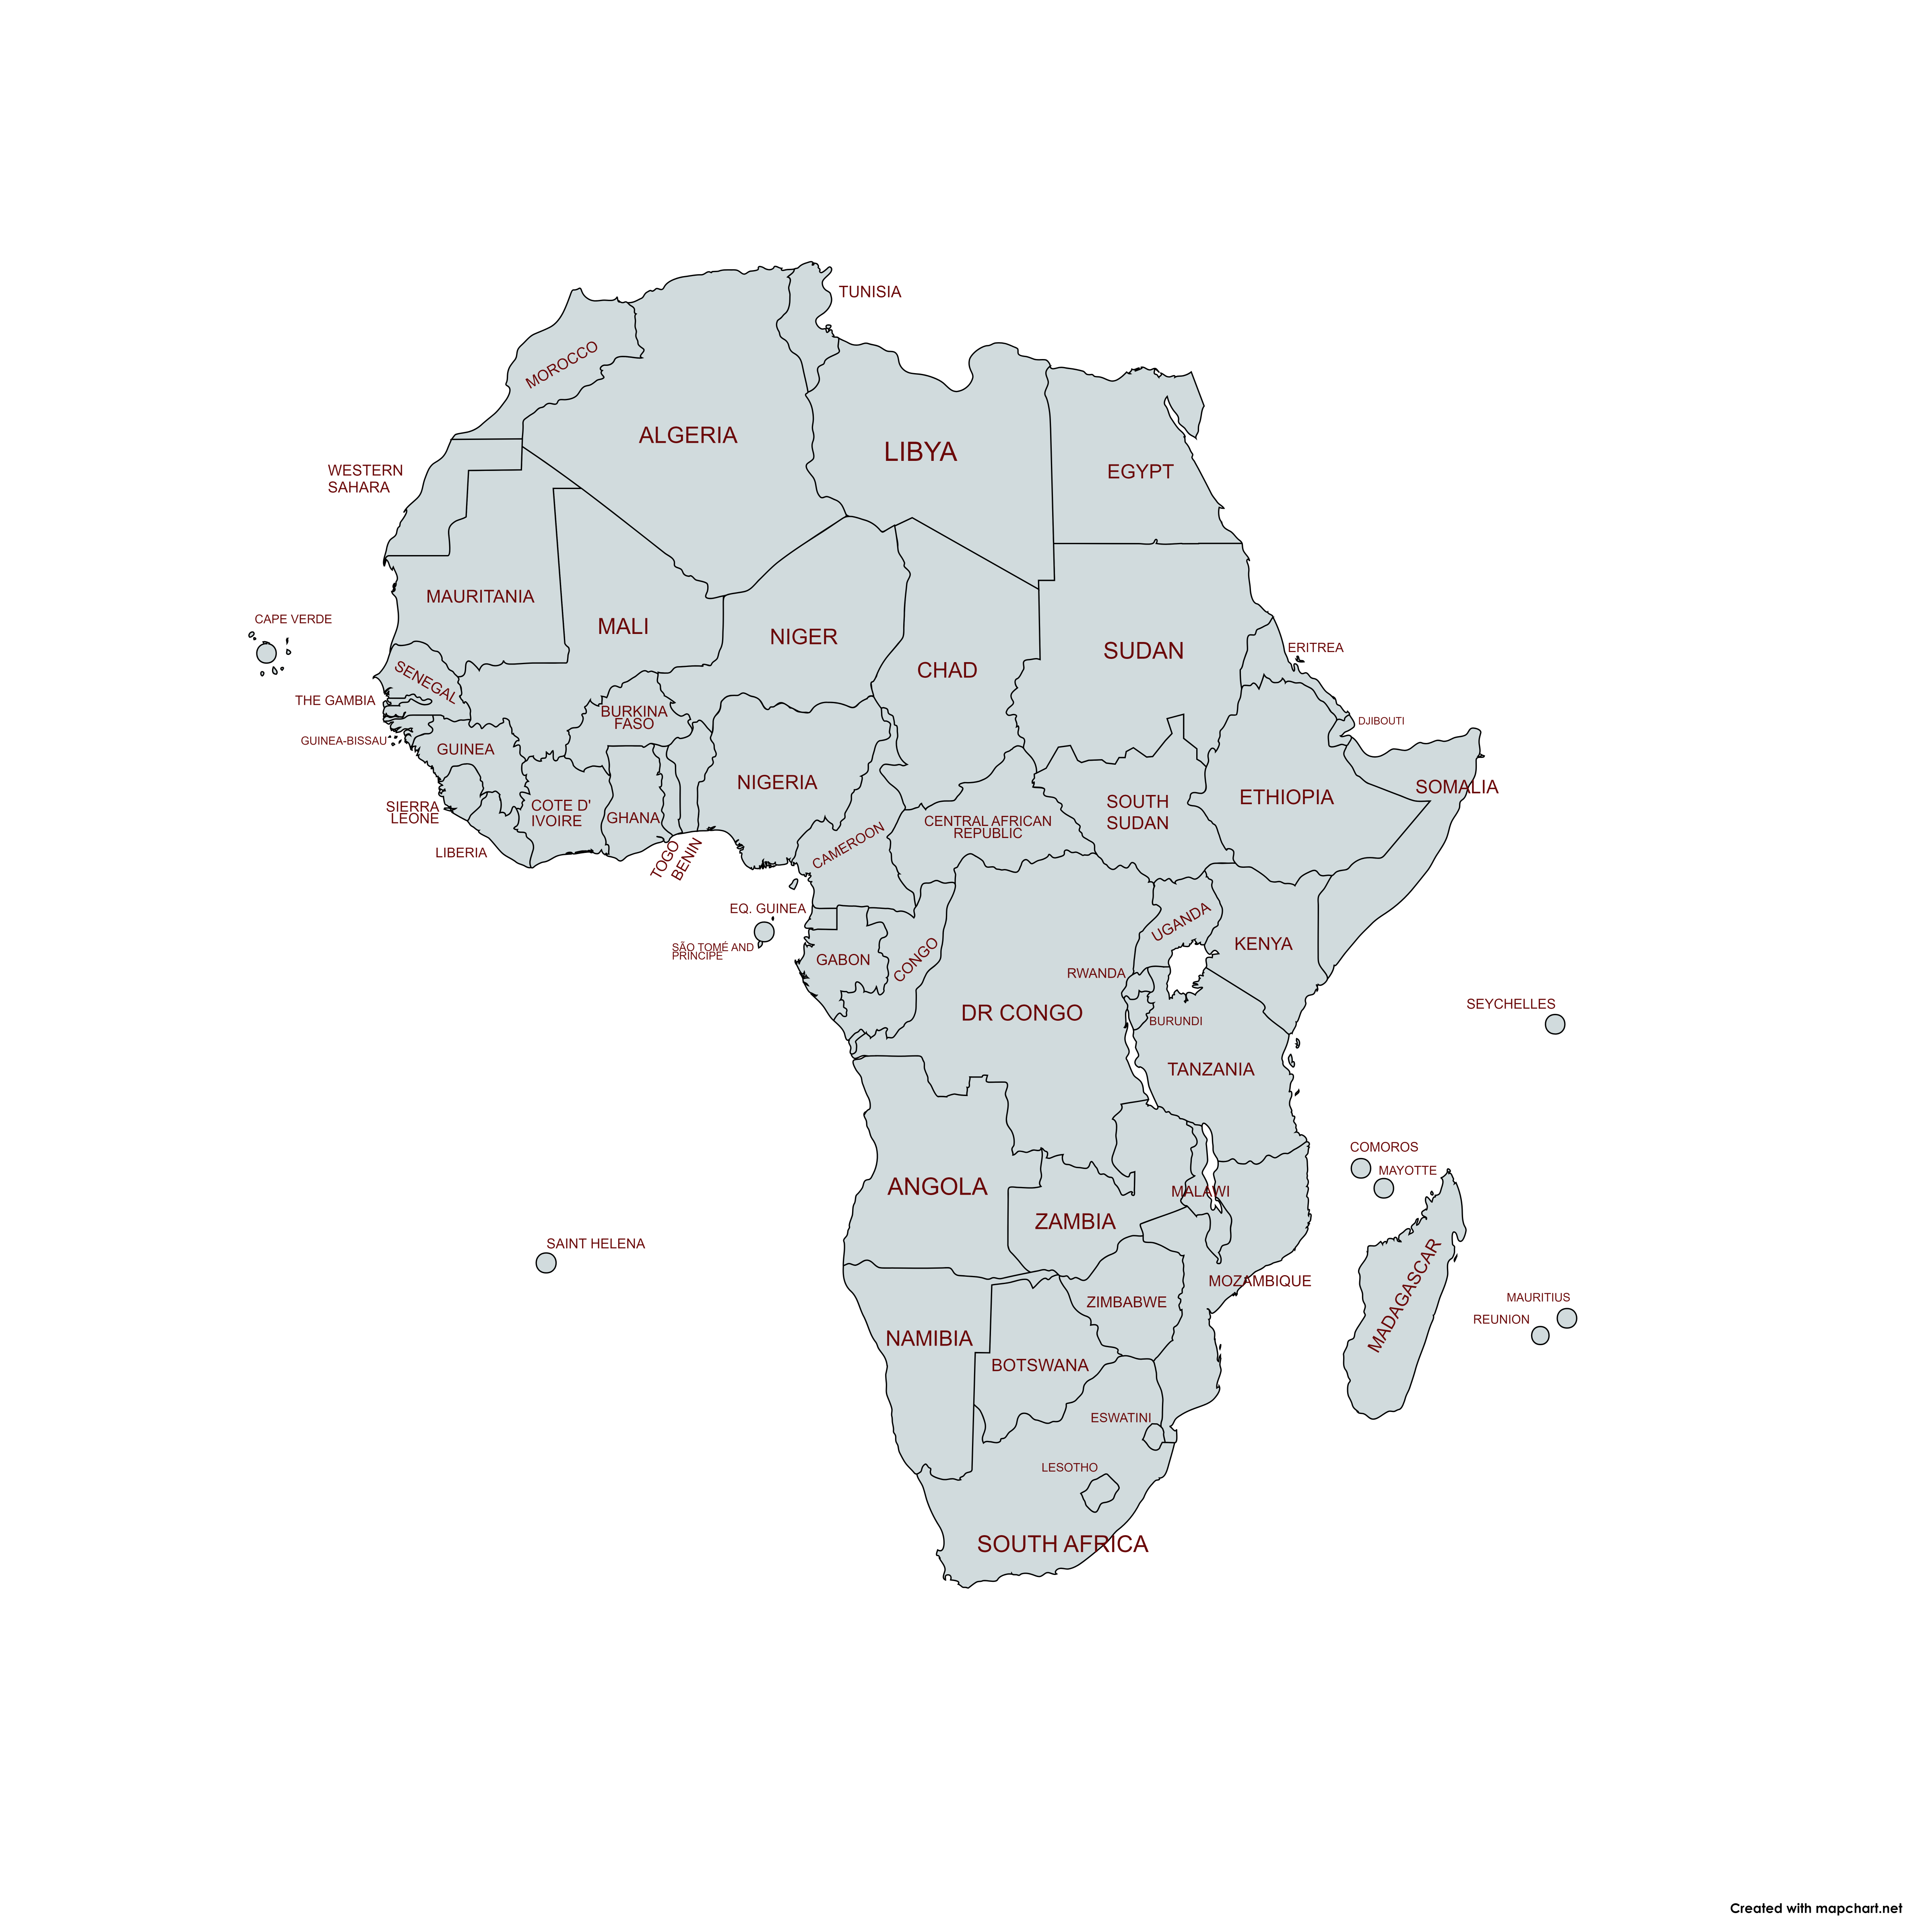 TUNISIA
MOROCCO
ALGERIA
LIBYA
EGYPT
WESTERN
SAHARA
MAURITANIA
MALI
NIGER
CHAD
SUDAN
ERITREA
CAPE VERDE
SENEGAL
THE GAMBIA
GUINEA-BISSAU
GUINEA
BURKINA
FASO
DJIBOUTI
SIERRA
LEONE
COTE D'
IVOIRE
GHANA
NIGERIA
CENTRAL AFRICAN
REPUBLIC
SOUTH
SUDAN
ETHIOPIA
SOMALIA
LIBERIA
TOGO
BENIN
CAMEROON
EQ. GUINEA
SÃO TOMÉ AND
PRINCIPE
GABON
CONGO
UGANDA
KENYA
RWANDA
DR CONGO
BURUNDI
SEYCHELLES
TANZANIA
COMOROS
MAYOTTE
ANGOLA
MALAWI
ZAMBIA
SAINT HELENA
MOZAMBIQUE
MADAGASCAR
ZIMBABWE
MAURITIUS
REUNION
NAMIBIA
BOTSWANA
ESWATINI
LESOTHO
SOUTH AFRICA
Created with mapchart.net